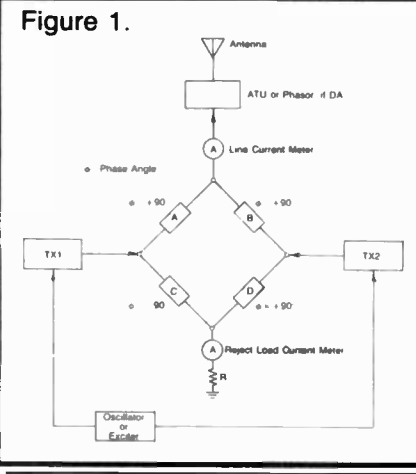 Figure 1.
Antenna
ATU or Phasor if DA
A Line Current Meter
ø Phase Angle
ø +90
ø +90
A
B
TX1
TX2
C
D
ø 90
ø = +90
A Reject Load Current Meter
R
Oscillator
or
Exciter